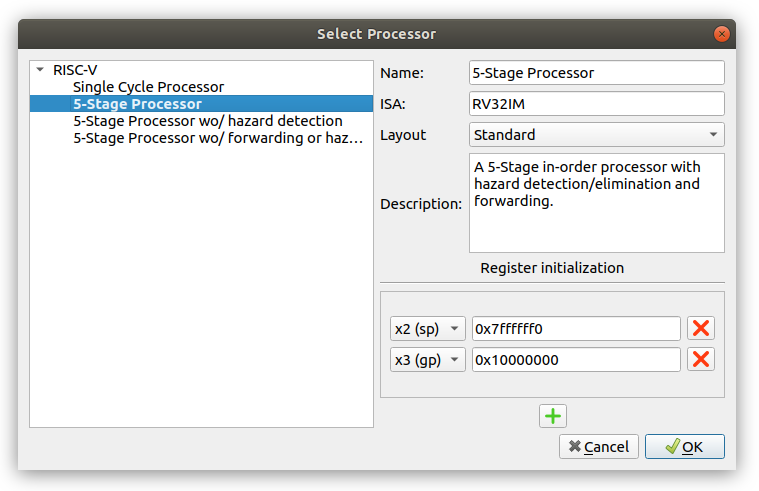 Select Processor
RISC-V
Single Cycle Processor
5-Stage Processor
5-Stage Processor wo/ hazard detection
5-Stage Processor wo/ forwarding or haz...
Name: 5-Stage Processor
ISA: RV32IM
Layout Standard
Description:
A 5-Stage in-order processor with
hazard detection/elimination and
forwarding.
Register initialization
x2 (sp) 0x7ffffff0
x3 (gp) 0x10000000
Cancel
OK